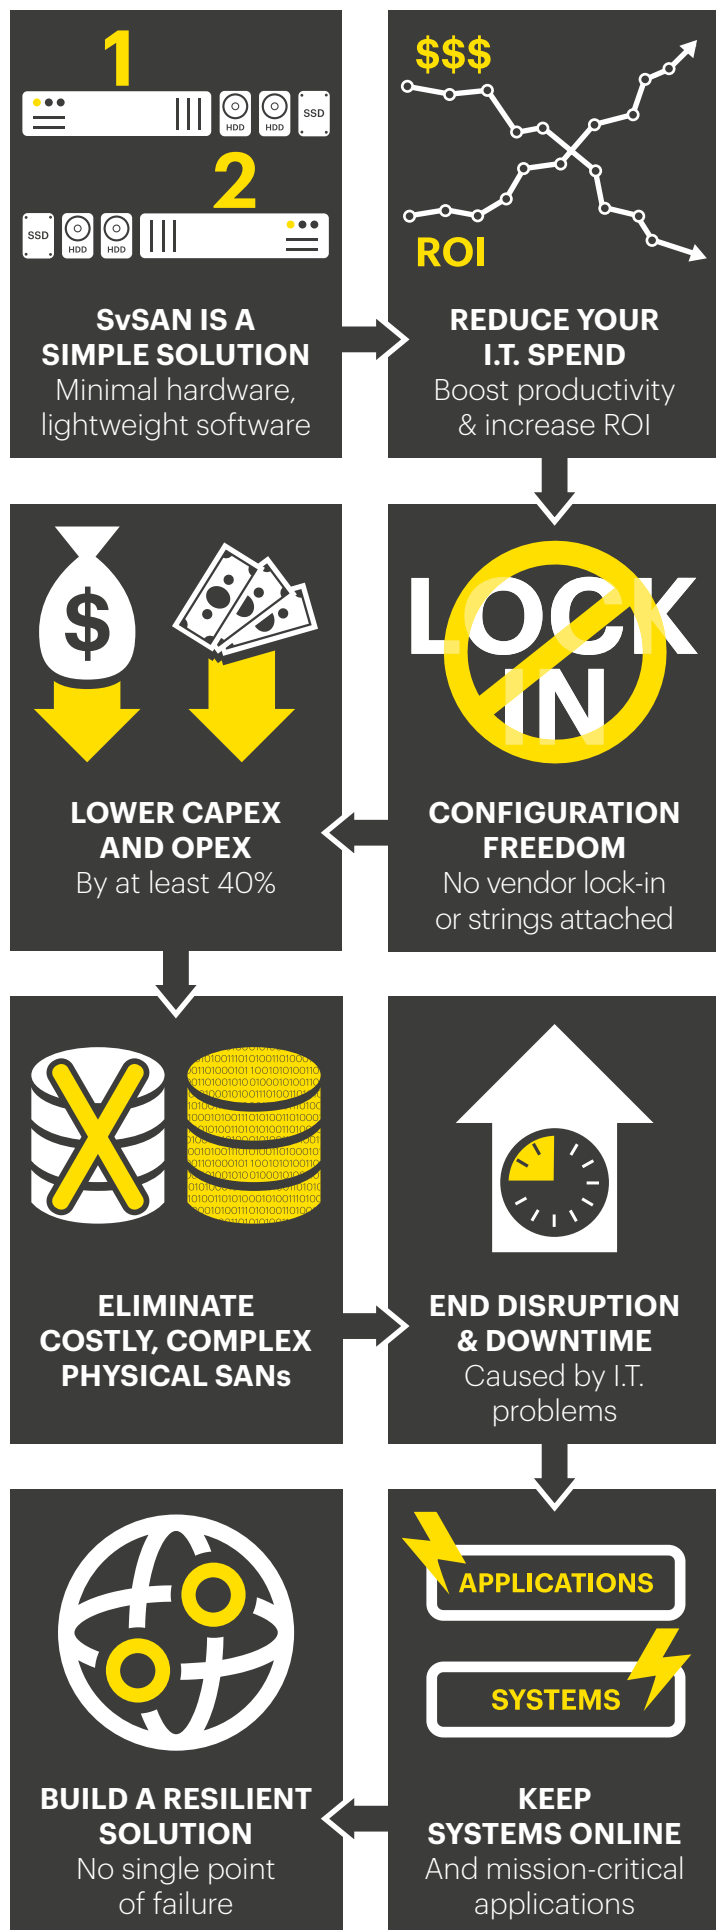 1
HDD
HDD
SSD
2
SSD
HDD
HDD
SvSAN IS A
SIMPLE SOLUTION
Minimal hardware,
lightweight software
$$$
ROI
REDUCE YOUR
I.T. SPEND
Boost productivity
& increase ROI
LOCK
IN
CONFIGURATION
FREEDOM
No vendor lock-in
or strings attached
$
LOWER CAPEX
AND OPEX
By at least 40%
ELIMINATE
COSTLY, COMPLEX
PHYSICAL SANs
END DISRUPTION
& DOWNTIME
Caused by I.T.
problems
APPLICATIONS
SYSTEMS
KEEP
SYSTEMS ONLINE
And mission-critical
applications
BUILD A RESILIENT
SOLUTION
No single point
of failure